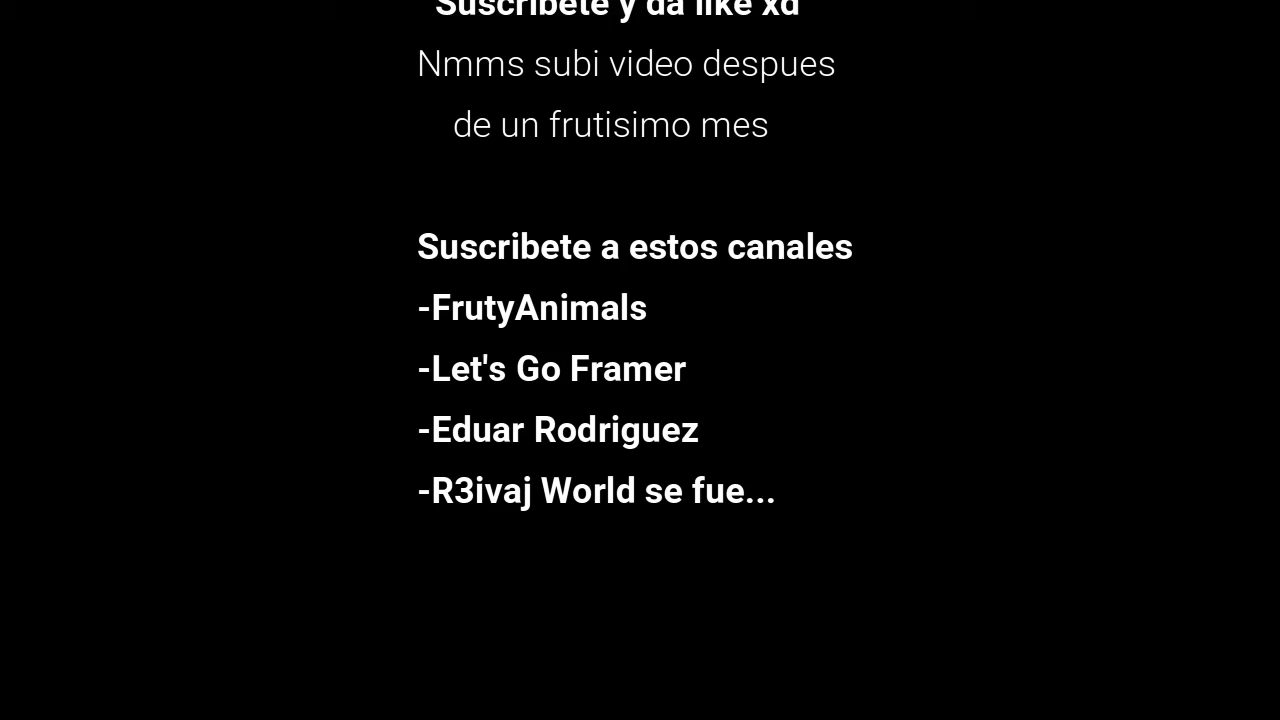 Suscribete y da like xd
Nmms subi video despues
de un frutisimo mes
Suscribete a estos canales
-FrutyAnimals
-Let's Go Framer
-Eduar Rodriguez
-R3ivaj World se fue...